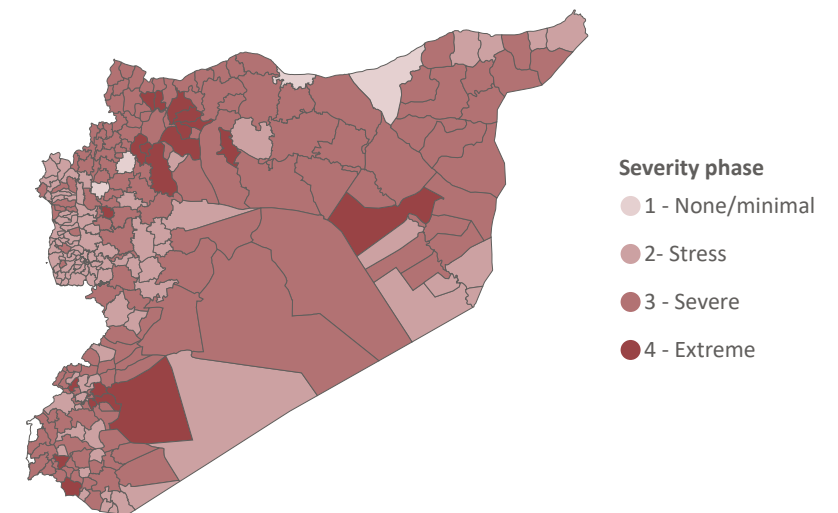 Severity phase
1 - None/minimal
2- Stress
3 - Severe
4 - Extreme